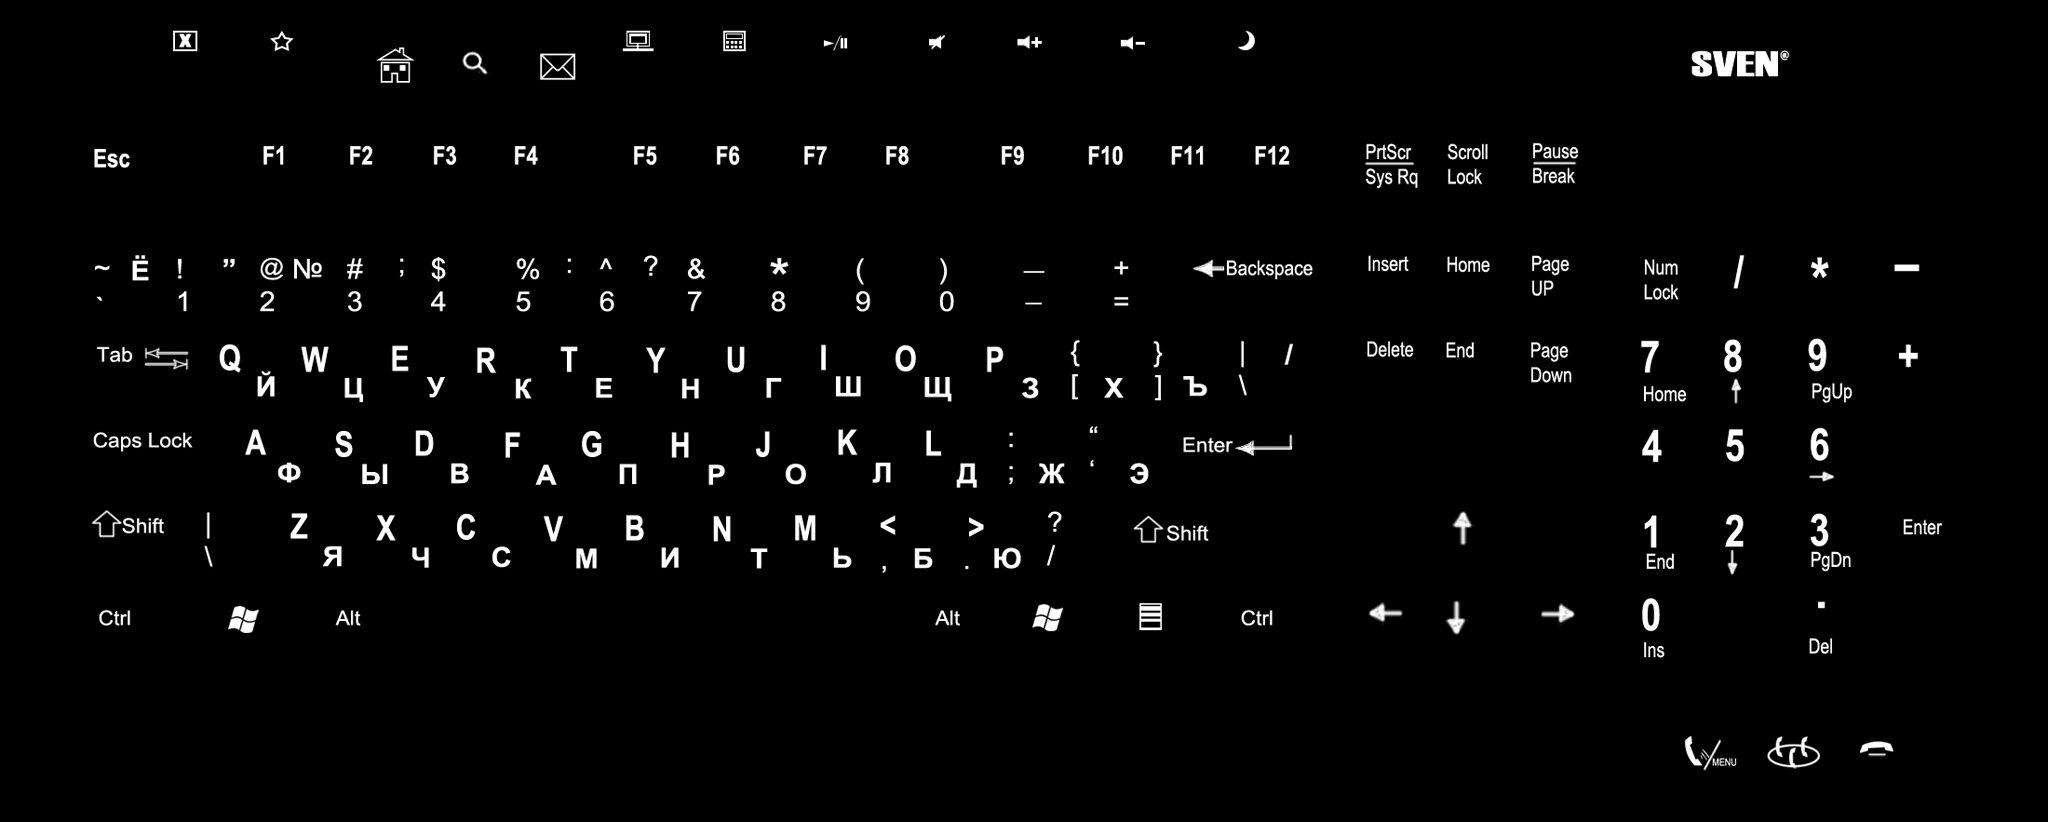 SVEN®
Esc F1 F2 F3 F4 F5 F6 F7 F8 F9 F10 F11 F12 PrtScr Scroll Pause
Sys Rq Lock Break
~ Ё ! ” @ № # ; $ % : ^ ? & * ( ) — + Backspace Insert Home Page Num / * −
` 1 2 3 4 5 6 7 8 9 0 – = UP Lock
Tab Q W E R T Y U I O P { } | / Delete End Page 7 8 9 +
Й Ц У К Е Н Г Ш Щ З [ Х ] Ъ \ Down Home ↑ PgUp
Caps Lock A S D F G H J K L : “ Enter 4 5 6
Ф Ы В А П Р О Л Д ; Ж ‘ Э →
Shift | Z X C V B N M < > ? Shift ↑ 1 2 3 Enter
\ Я Ч С М И Т Ь , Б . Ю / End ↓ PgDn
Ctrl Alt Alt Ctrl ← ↓ → 0 .
Ins Del
MENU